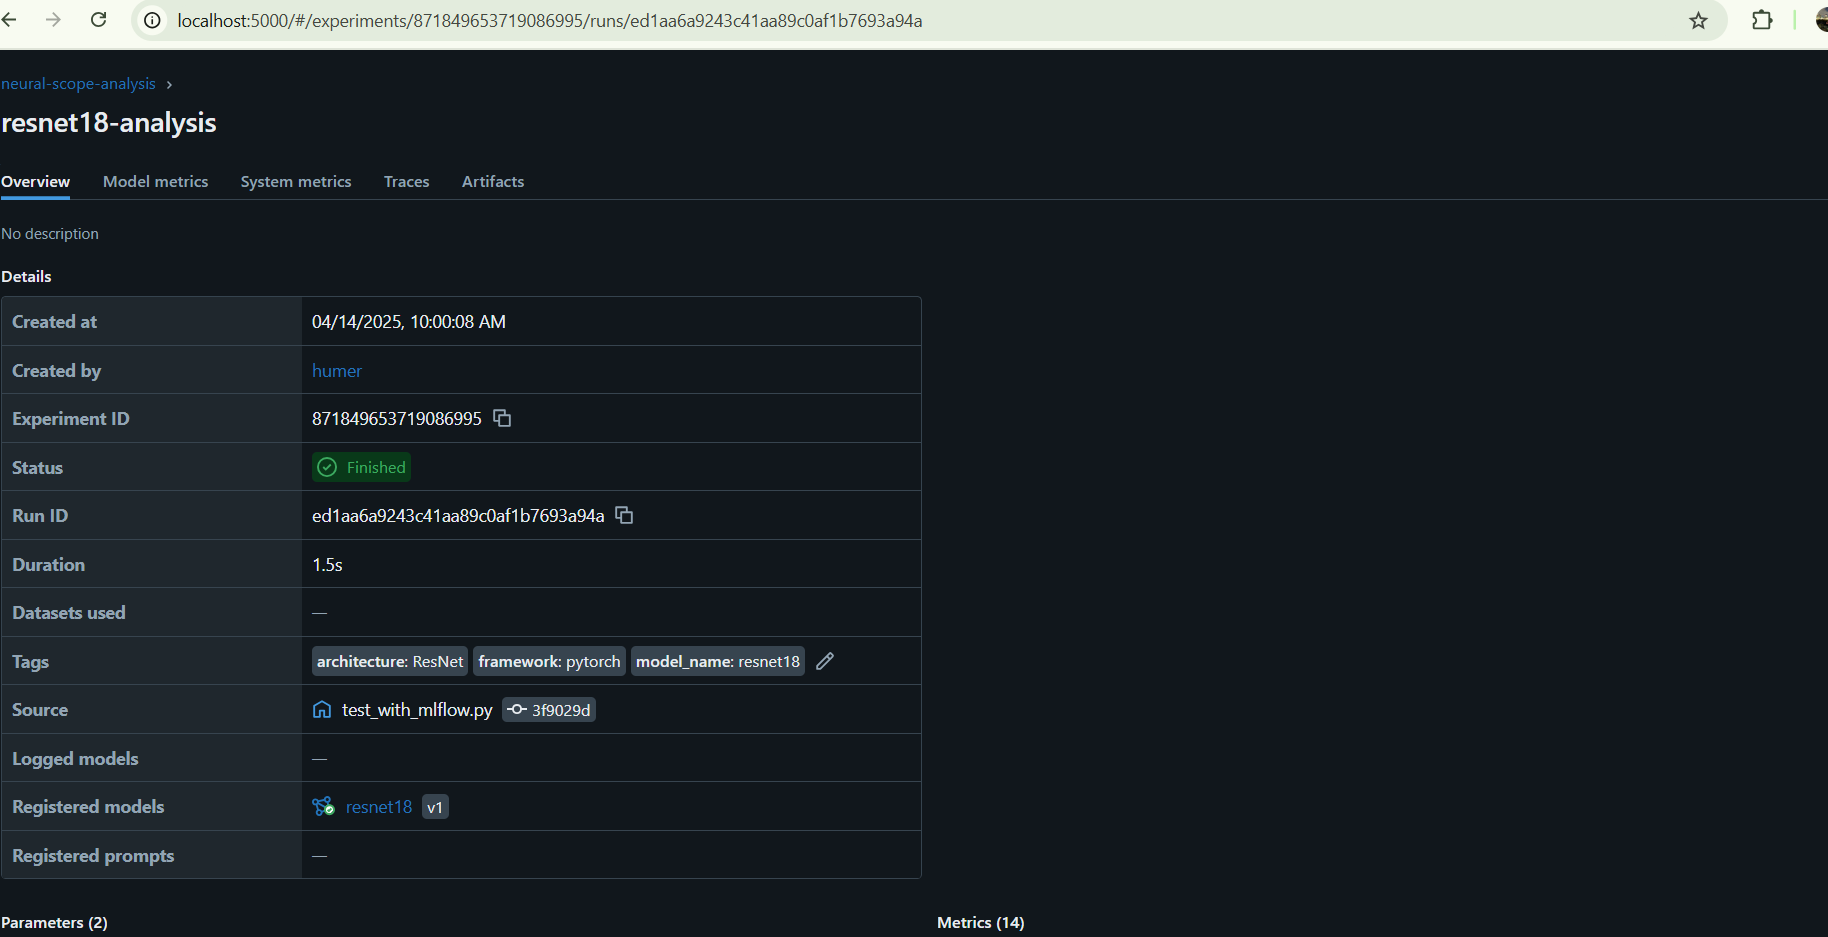 localhost:5000/#/experiments/871849653719086995/runs/ed1aa6a9243c41aa89c0af1b7693a94a
neural-scope-analysis
resnet18-analysis
Overview Model metrics System metrics Traces Artifacts
No description
Details
Created at 04/14/2025, 10:00:08 AM
Created by humer
Experiment ID 871849653719086995
Status Finished
Run ID ed1aa6a9243c41aa89c0af1b7693a94a
Duration 1.5s
Datasets used —
Tags architecture: ResNet framework: pytorch model_name: resnet18
Source test_with_mlflow.py 3f9029d
Logged models —
Registered models resnet18 v1
Registered prompts —
Parameters (2) Metrics (14)